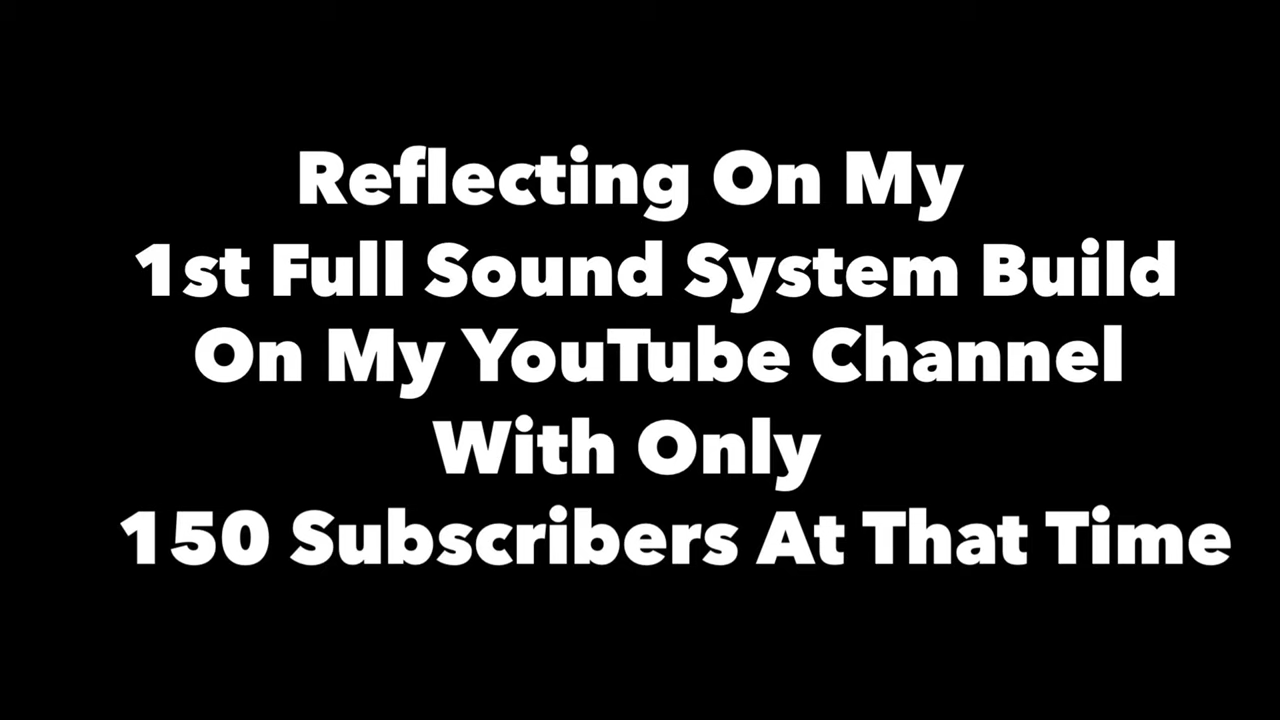 Reflecting On My
1st Full Sound System Build
On My YouTube Channel
With Only
150 Subscribers At That Time